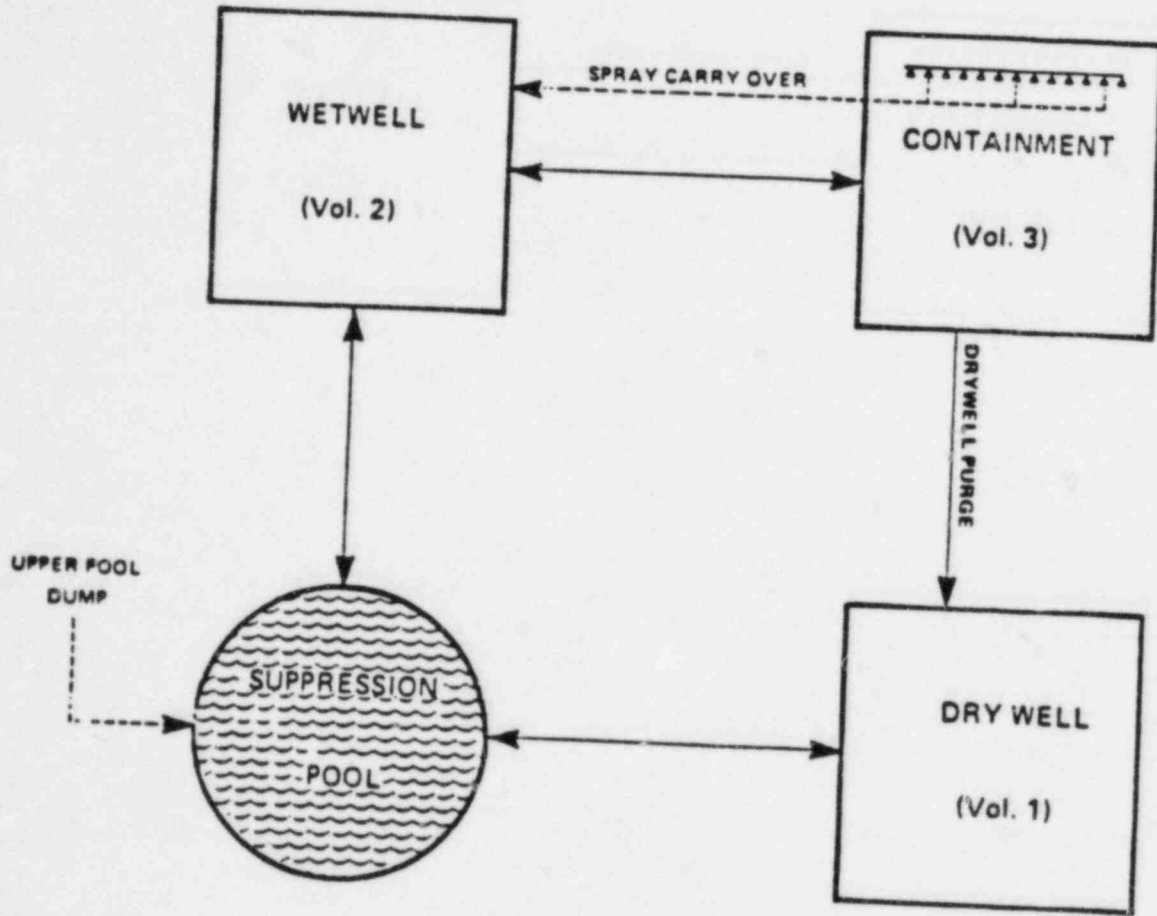 WETWELL
(Vol. 2)
SPRAY CARRY OVER
CONTAINMENT
(Vol. 3)
DRYWELL PURGE
UPPER POOL
DUMP
SUPPRESSION
POOL
DRY WELL
(Vol. 1)